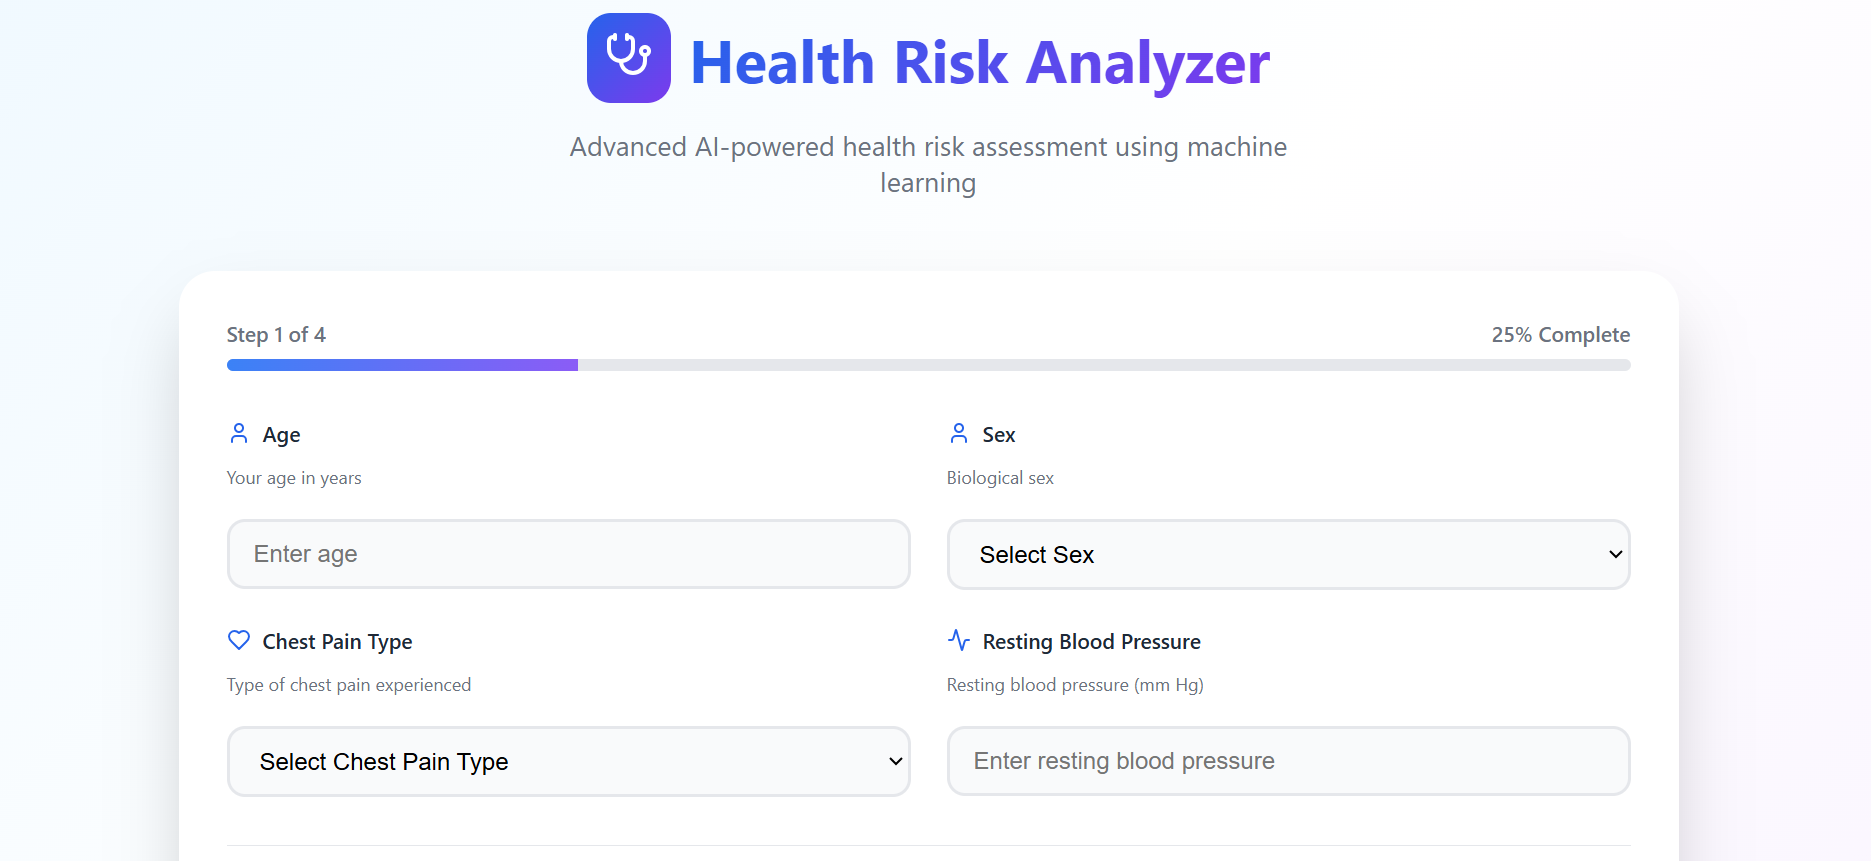 Health Risk Analyzer
Advanced AI-powered health risk assessment using machine
learning
Step 1 of 4
25% Complete
Age
Your age in years
Enter age
Sex
Biological sex
Select Sex
Chest Pain Type
Type of chest pain experienced
Select Chest Pain Type
Resting Blood Pressure
Resting blood pressure (mm Hg)
Enter resting blood pressure